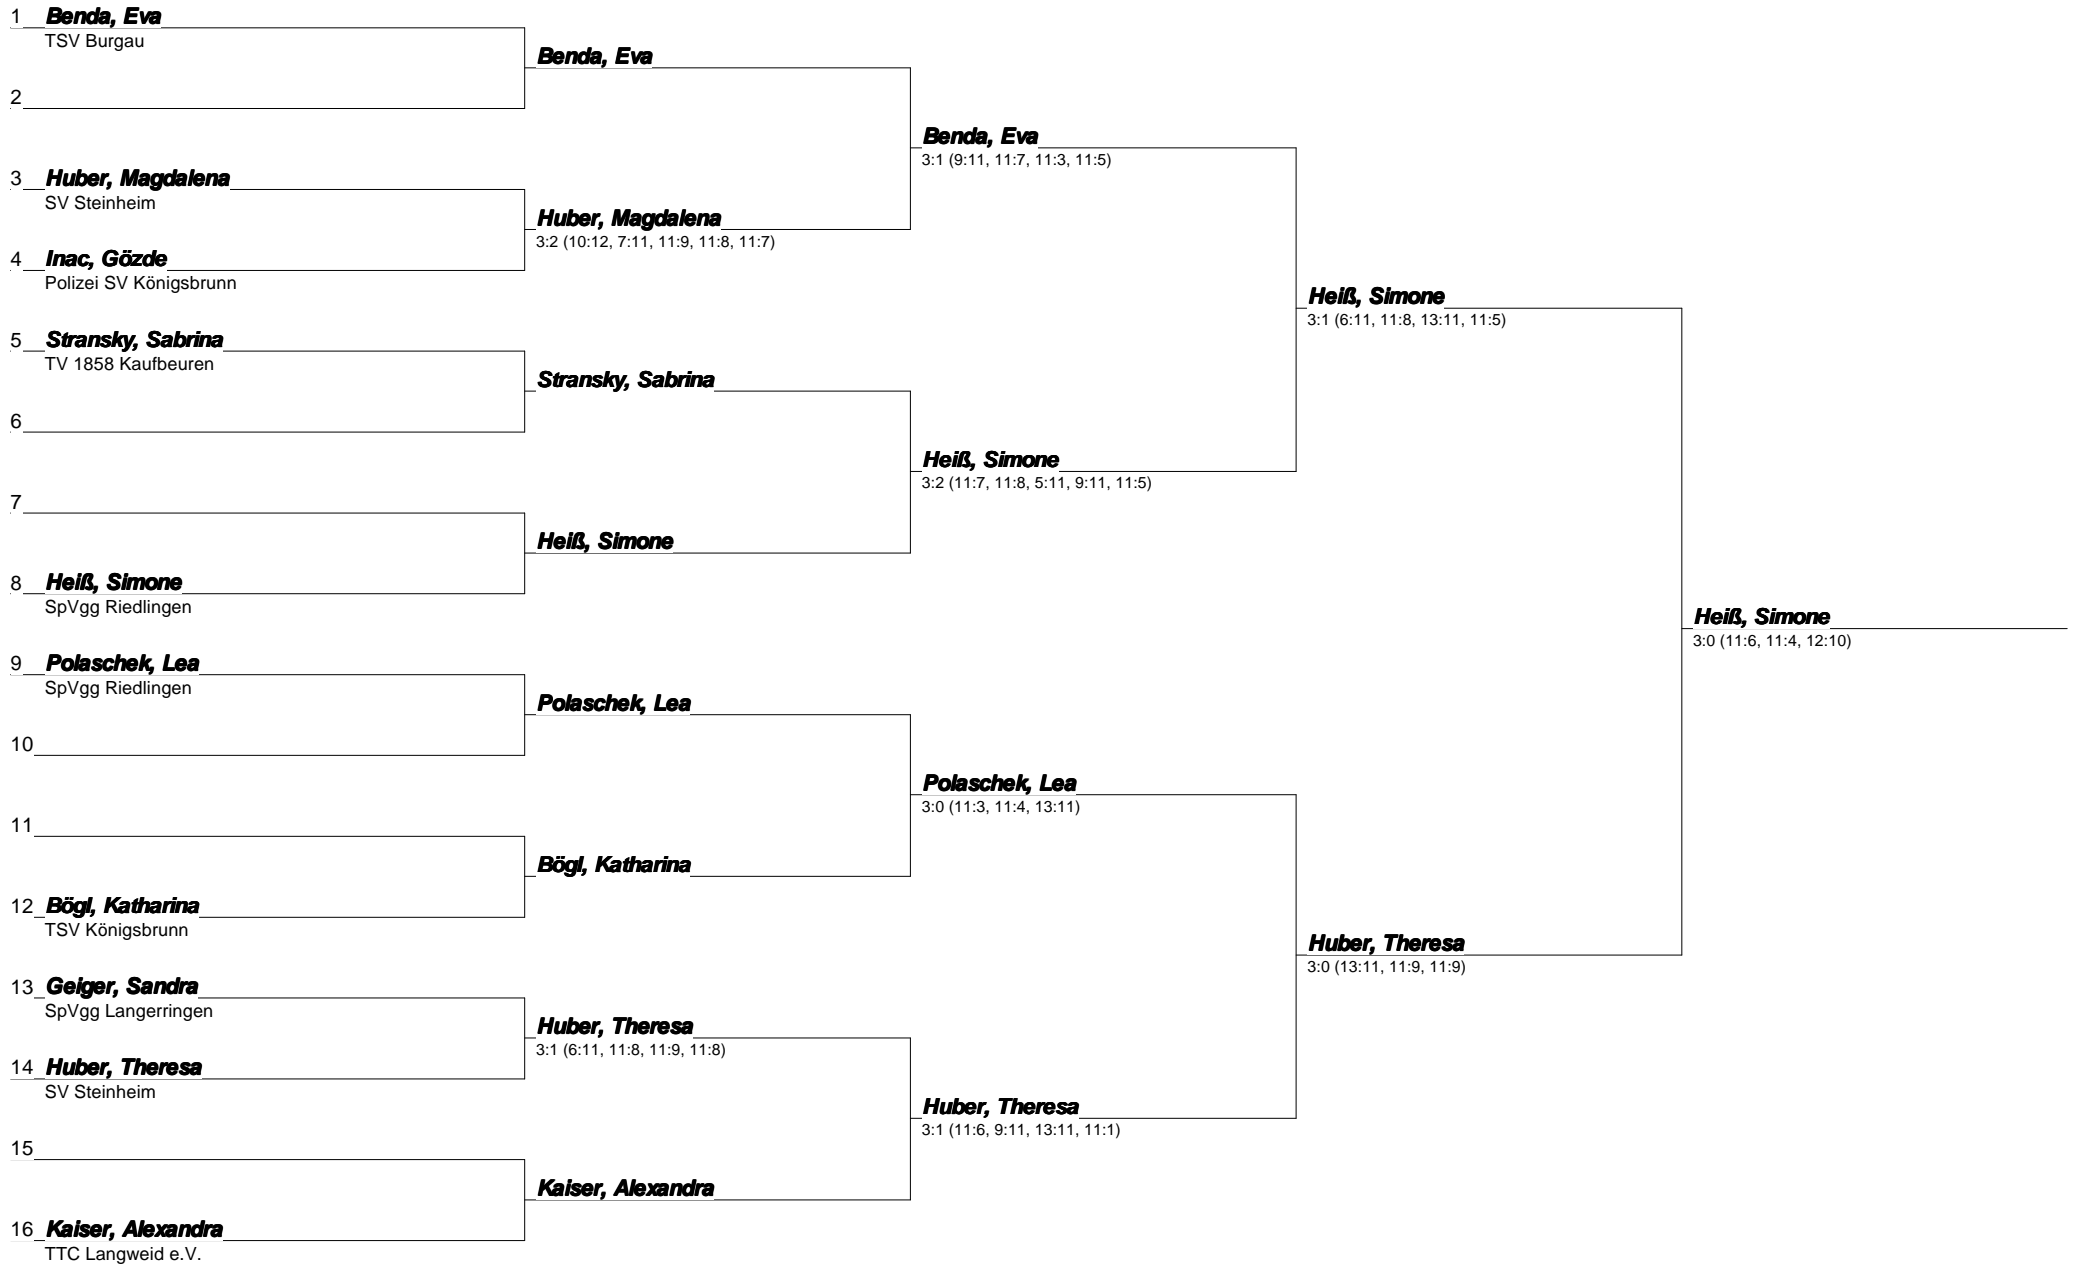 1 Benda, Eva
TSV Burgau
2
3 Huber, Magdalena
SV Steinheim
4 Inac, Gözde
Polizei SV Königsbrunn
5 Stransky, Sabrina
TV 1858 Kaufbeuren
6
7
8 Heiß, Simone
SpVgg Riedlingen
9 Polaschek, Lea
SpVgg Riedlingen
10
11
12 Bögl, Katharina
TSV Königsbrunn
13 Geiger, Sandra
SpVgg Langerringen
14 Huber, Theresa
SV Steinheim
15
16 Kaiser, Alexandra
TTC Langweid e.V.
Benda, Eva
Huber, Magdalena
3:2 (10:12, 7:11, 11:9, 11:8, 11:7)
Stransky, Sabrina
Heiß, Simone
Polaschek, Lea
Bögl, Katharina
Huber, Theresa
3:1 (6:11, 11:8, 11:9, 11:8)
Kaiser, Alexandra
Benda, Eva
3:1 (9:11, 11:7, 11:3, 11:5)
Heiß, Simone
3:2 (11:7, 11:8, 5:11, 9:11, 11:5)
Polaschek, Lea
3:0 (11:3, 11:4, 13:11)
Huber, Theresa
3:1 (11:6, 9:11, 13:11, 11:1)
Heiß, Simone
3:1 (6:11, 11:8, 13:11, 11:5)
Huber, Theresa
3:0 (13:11, 11:9, 11:9)
Heiß, Simone
3:0 (11:6, 11:4, 12:10)